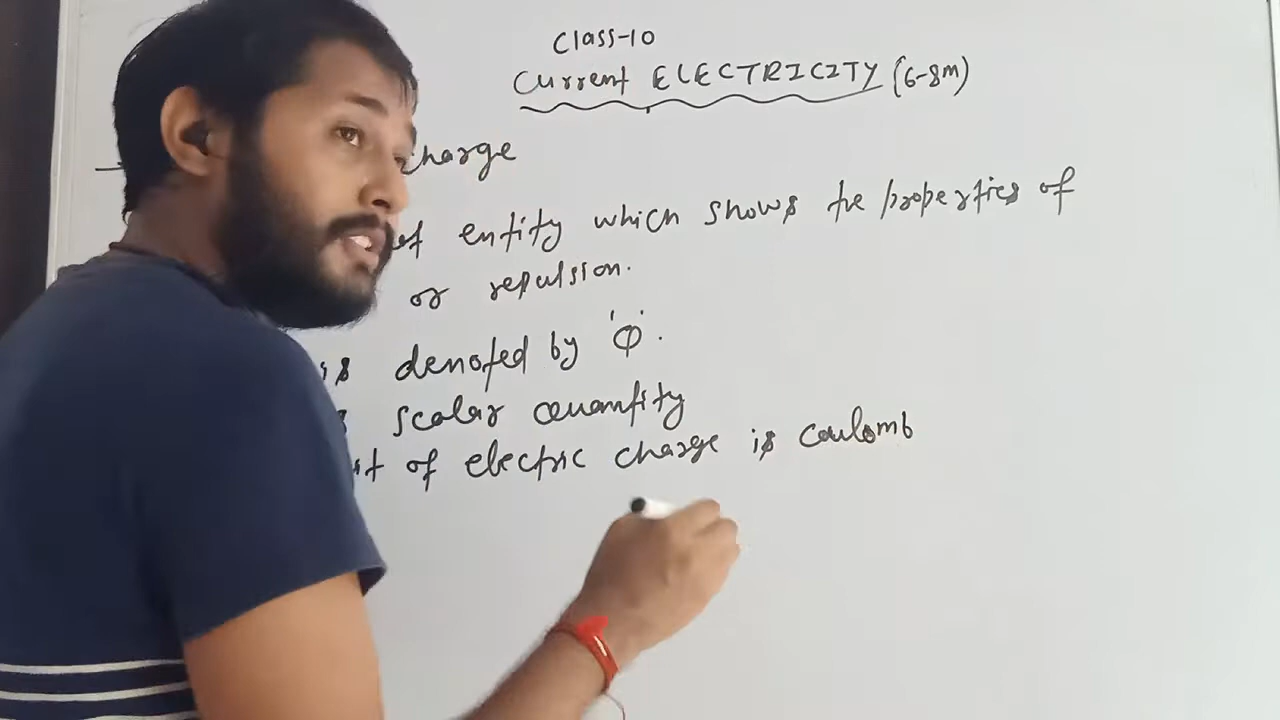 Class-10
Current ELECTRICITY (6-8m)
charge
entity which shows the properties of
or repulsion.
is denoted by 'Q'.
scalar quantity
of electric charge is coulomb